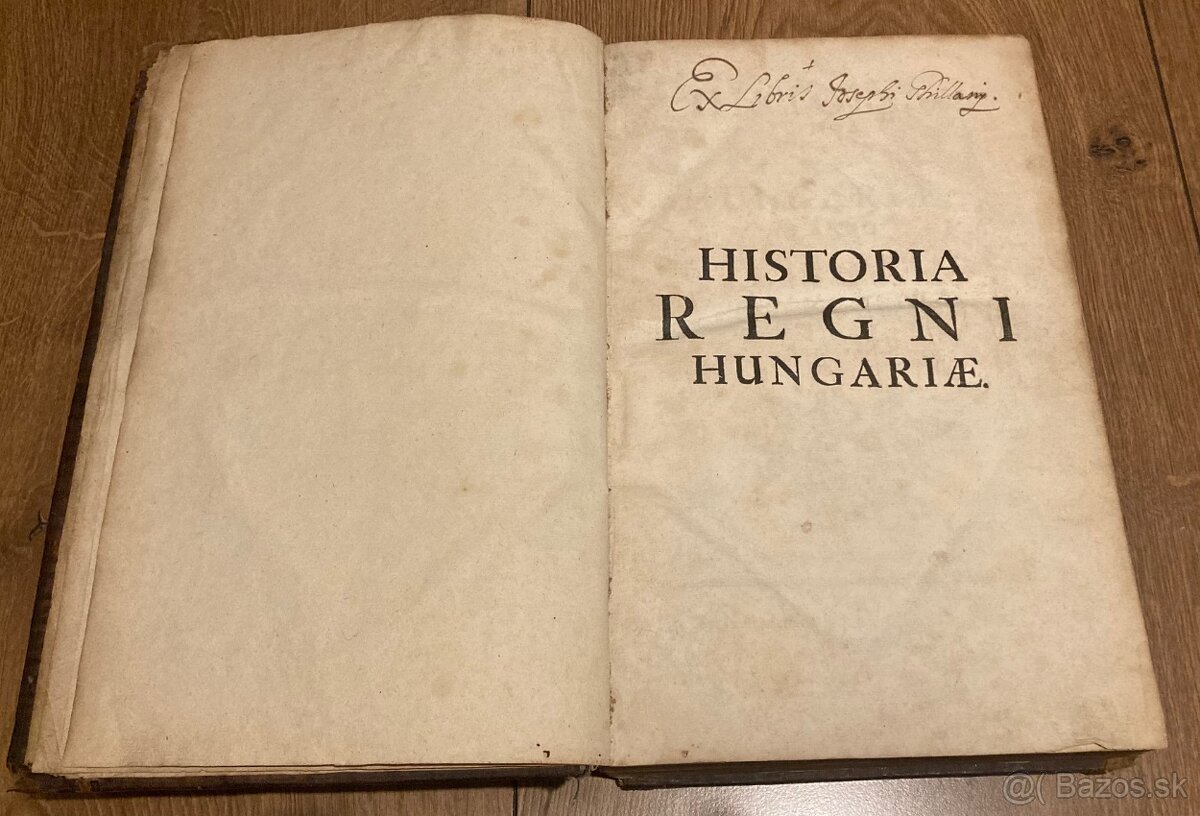 Ex Libris Josephi
HISTORIA
REGNI
HUNGARIÆ.
@( Bazos.sk